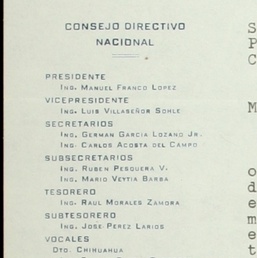 CONSEJO DIRECTIVO
NACIONAL
PRESIDENTE
ING. MANUEL FRANCO LOPEZ
VICEPRESIDENTE
ING. LUIS VILLASEÑOR SOHLE
SECRETARIOS
ING. GERMAN GARCIA LOZANO JR.
ING. CARLOS ACOSTA DEL CAMPO
SUBSECRETARIOS
ING. RUBEN PESQUERA V.
ING. MARIO VEYTIA BARBA
TESORERO
ING. RAUL MORALES ZAMORA
SUBTESORERO
ING. JOSE PEREZ LARIOS
VOCALES
DTO. CHIHUAHUA
S
P
C
M
o
d
e
m
e
t